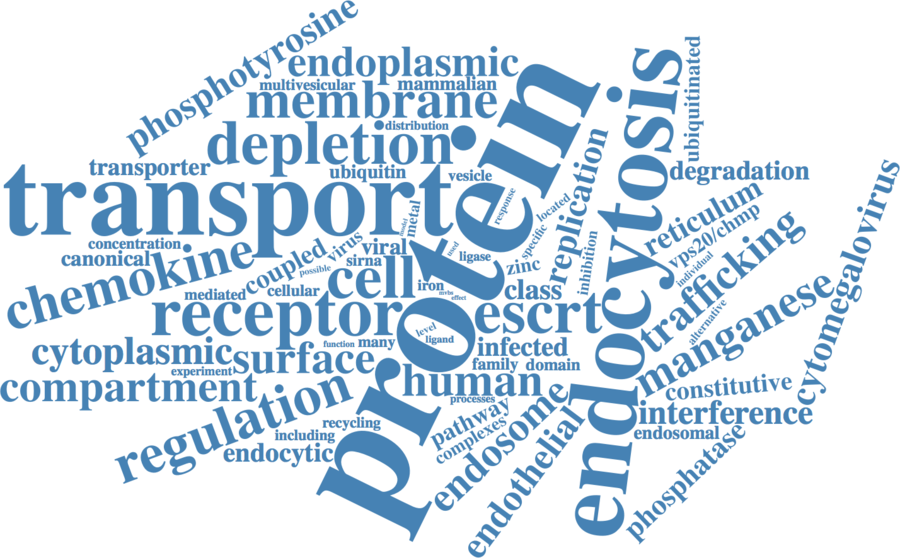 phosphotyrosine
endoplasmic
multivesicular
mammalian
membrane
distribution
depletion
ubiquitinated
transporter
ubiquitin
vesicle
degradation
transport
protein
endocytosis
replication
response
located
specific
reticulum
vps20/chmp
individual
trafficking
alternative
cytomegalovirus
concentration
canonical
chemokine
coupled
possible
virus
viral
sirna
model
metal
used
ligase
zinc
inhibition
mediated
cellular
cell
iron
mvbs
effect
class
receptor
escrt
manganese
level
ligand
function
many
cytoplasmic
surface
experiment
infected
family
domain
compartment
human
constitutive
regulation
processes
interference
recycling
including
endocytic
pathway
complexes
endosome
endothelial
endosomal
phosphatase